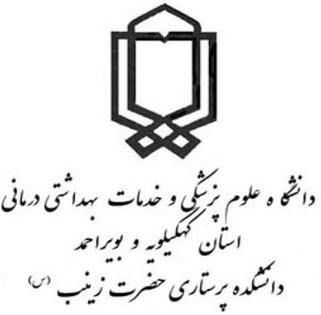 دانشگاه علوم پزشکی و خدمات بهداشتی درمانی
استان کهگیلویه و بویراحمد
دانشکده پرستاری حضرت زینب (س)